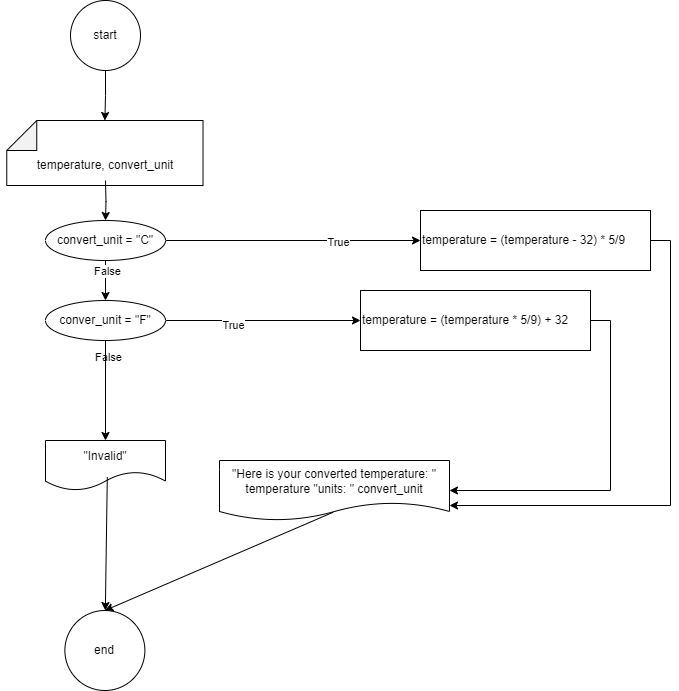 start
temperature, convert_unit
convert_unit = "C"
True
temperature = (temperature - 32) * 5/9
False
conver_unit = "F"
True
temperature = (temperature * 5/9) + 32
False
"Invalid"
"Here is your converted temperature: "
temperature "units: " convert_unit
end